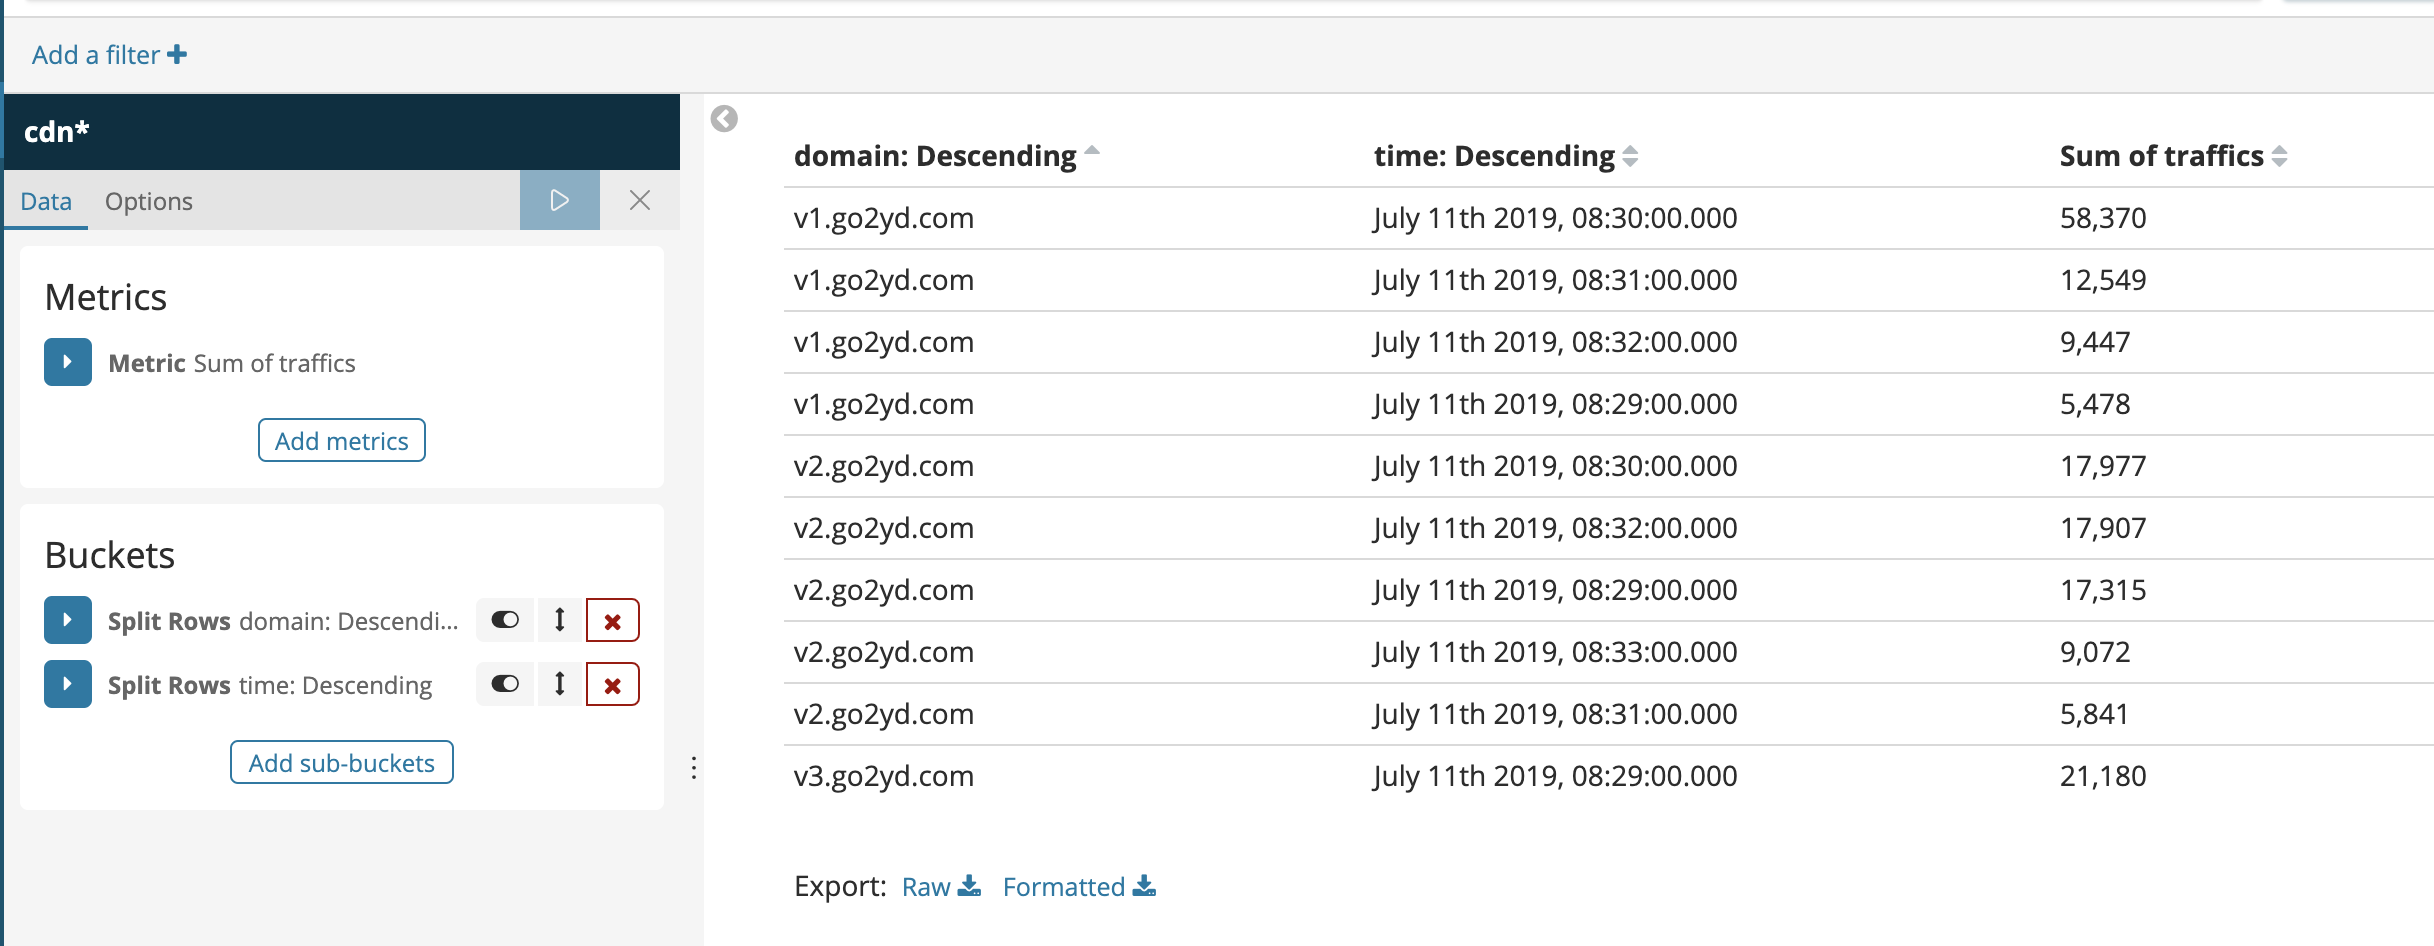 Add a filter
cdn*
Data Options
Metrics
Metric Sum of traffics
Add metrics
Buckets
Split Rows domain: Descendi...
Split Rows time: Descending
Add sub-buckets
domain: Descending time: Descending Sum of traffics
v1.go2yd.com July 11th 2019, 08:30:00.000 58,370
v1.go2yd.com July 11th 2019, 08:31:00.000 12,549
v1.go2yd.com July 11th 2019, 08:32:00.000 9,447
v1.go2yd.com July 11th 2019, 08:29:00.000 5,478
v2.go2yd.com July 11th 2019, 08:30:00.000 17,977
v2.go2yd.com July 11th 2019, 08:32:00.000 17,907
v2.go2yd.com July 11th 2019, 08:29:00.000 17,315
v2.go2yd.com July 11th 2019, 08:33:00.000 9,072
v2.go2yd.com July 11th 2019, 08:31:00.000 5,841
v3.go2yd.com July 11th 2019, 08:29:00.000 21,180
Export: Raw Formatted